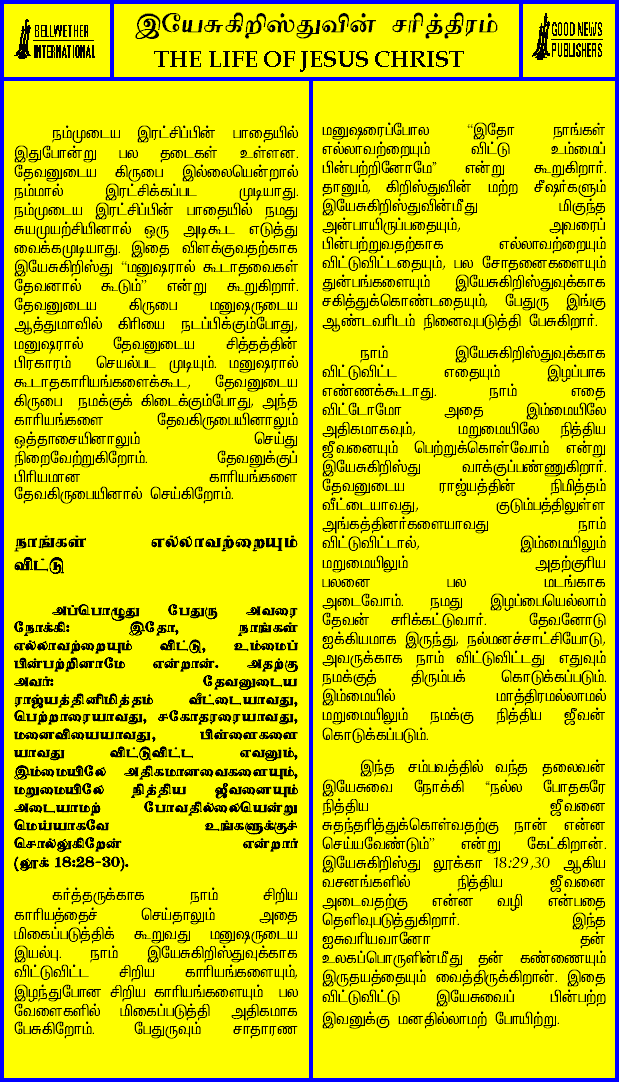 BELLWETHER
INTERNATIONAL
இயேசுகிறிஸ்துவின் சரித்திரம்
THE LIFE OF JESUS CHRIST
GOOD NEWS
PUBLISHERS
நம்முடைய இரட்சிப்பின் பாதையில்
இதுபோன்று பல தடைகள் உள்ளன.
தேவனுடைய கிருபை இல்லையென்றால்
நம்மால் இரட்சிக்கப்பட முடியாது.
நம்முடைய இரட்சிப்பின் பாதையில் நமது
சுயமுயற்சியினால் ஒரு அடிகூட எடுத்து
வைக்கமுடியாது. இதை விளக்குவதற்காக
இயேசுகிறிஸ்து “மனுஷரால் கூடாதவைகள்
தேவனால் கூடும்” என்று கூறுகிறார்.
தேவனுடைய கிருபை மனுஷருடைய
ஆத்துமாவில் கிரியை நடப்பிக்கும்போது,
மனுஷரால் தேவனுடைய சித்தத்தின்
பிரகாரம் செயல்பட முடியும். மனுஷரால்
கூடாதகாரியங்களைக்கூட, தேவனுடைய
கிருபை நமக்குக் கிடைக்கும்போது, அந்த
காரியங்களை தேவகிருபையினாலும்
ஒத்தாசையினாலும் செய்து
நிறைவேற்றுகிறோம். தேவனுக்குப்
பிரியமான காரியங்களை
தேவகிருபையினால் செய்கிறோம்.
நாங்கள் எல்லாவற்றையும்
விட்டு
அப்பொழுது பேதுரு அவரை
நோக்கி: இதோ, நாங்கள்
எல்லாவற்றையும் விட்டு, உம்மைப்
பின்பற்றினோமே என்றான். அதற்கு
அவர்: தேவனுடைய
ராஜ்யத்தினிமித்தம் வீட்டையாவது,
பெற்றாரையாவது, சகோதரரையாவது,
மனைவியையாவது, பிள்ளைகளை
யாவது விட்டுவிட்ட எவனும்,
இம்மையிலே அதிகமானவைகளையும்,
மறுமையிலே நித்திய ஜீவனையும்
அடையாமற் போவதில்லையென்று
மெய்யாகவே உங்களுக்குச்
சொல்லுகிறேன் என்றார்
(லூக் 18:28-30).
கர்த்தருக்காக நாம் சிறிய
காரியத்தைச் செய்தாலும் அதை
மிகைப்படுத்திக் கூறுவது மனுஷருடைய
இயல்பு. நாம் இயேசுகிறிஸ்துவுக்காக
விட்டுவிட்ட சிறிய காரியங்களையும்,
இழந்துபோன சிறிய காரியங்களையும் பல
வேளைகளில் மிகைப்படுத்தி அதிகமாக
பேசுகிறோம். பேதுருவும் சாதாரண
மனுஷரைப்போல “இதோ நாங்கள்
எல்லாவற்றையும் விட்டு உம்மைப்
பின்பற்றினோமே” என்று கூறுகிறார்.
தானும், கிறிஸ்துவின் மற்ற சீஷர்களும்
இயேசுகிறிஸ்துவின்மீது மிகுந்த
அன்பாயிருப்பதையும், அவரைப்
பின்பற்றுவதற்காக எல்லாவற்றையும்
விட்டுவிட்டதையும், பல சோதனைகளையும்
துன்பங்களையும் இயேசுகிறிஸ்துவுக்காக
சகித்துக்கொண்டதையும், பேதுரு இங்கு
ஆண்டவரிடம் நினைவுபடுத்தி பேசுகிறார்.
நாம் இயேசுகிறிஸ்துவுக்காக
விட்டுவிட்ட எதையும் இழப்பாக
எண்ணக்கூடாது. நாம் எதை
விட்டோமோ அதை இம்மையிலே
அதிகமாகவும், மறுமையிலே நித்திய
ஜீவனையும் பெற்றுக்கொள்வோம் என்று
இயேசுகிறிஸ்து வாக்குப்பண்ணுகிறார்.
தேவனுடைய ராஜ்யத்தின் நிமித்தம்
வீட்டையாவது, குடும்பத்திலுள்ள
அங்கத்தினர்களையாவது நாம்
விட்டுவிட்டால், இம்மையிலும்
மறுமையிலும் அதற்குரிய
பலனை பல மடங்காக
அடைவோம். நமது இழப்பையெல்லாம்
தேவன் சரிக்கட்டுவார். தேவனோடு
ஐக்கியமாக இருந்து, நல்மனச்சாட்சியோடு,
அவருக்காக நாம் விட்டுவிட்டது எதுவும்
நமக்குத் திரும்பக் கொடுக்கப்படும்.
இம்மையில் மாத்திரமல்லாமல்
மறுமையிலும் நமக்கு நித்திய ஜீவன்
கொடுக்கப்படும்.
இந்த சம்பவத்தில் வந்த தலைவன்
இயேசுவை நோக்கி “நல்ல போதகரே
நித்திய ஜீவனை
சுதந்தரித்துக்கொள்வதற்கு நான் என்ன
செய்யவேண்டும்” என்று கேட்கிறான்.
இயேசுகிறிஸ்து லூக்கா 18:29,30 ஆகிய
வசனங்களில் நித்திய ஜீவனை
அடைவதற்கு என்ன வழி என்பதை
தெளிவுபடுத்துகிறார். இந்த
ஐசுவரியவானோ தன்
உலகப்பொருளின்மீது தன் கண்ணையும்
இருதயத்தையும் வைத்திருக்கிறான். இதை
விட்டுவிட்டு இயேசுவைப் பின்பற்ற
இவனுக்கு மனதில்லாமற் போயிற்று.